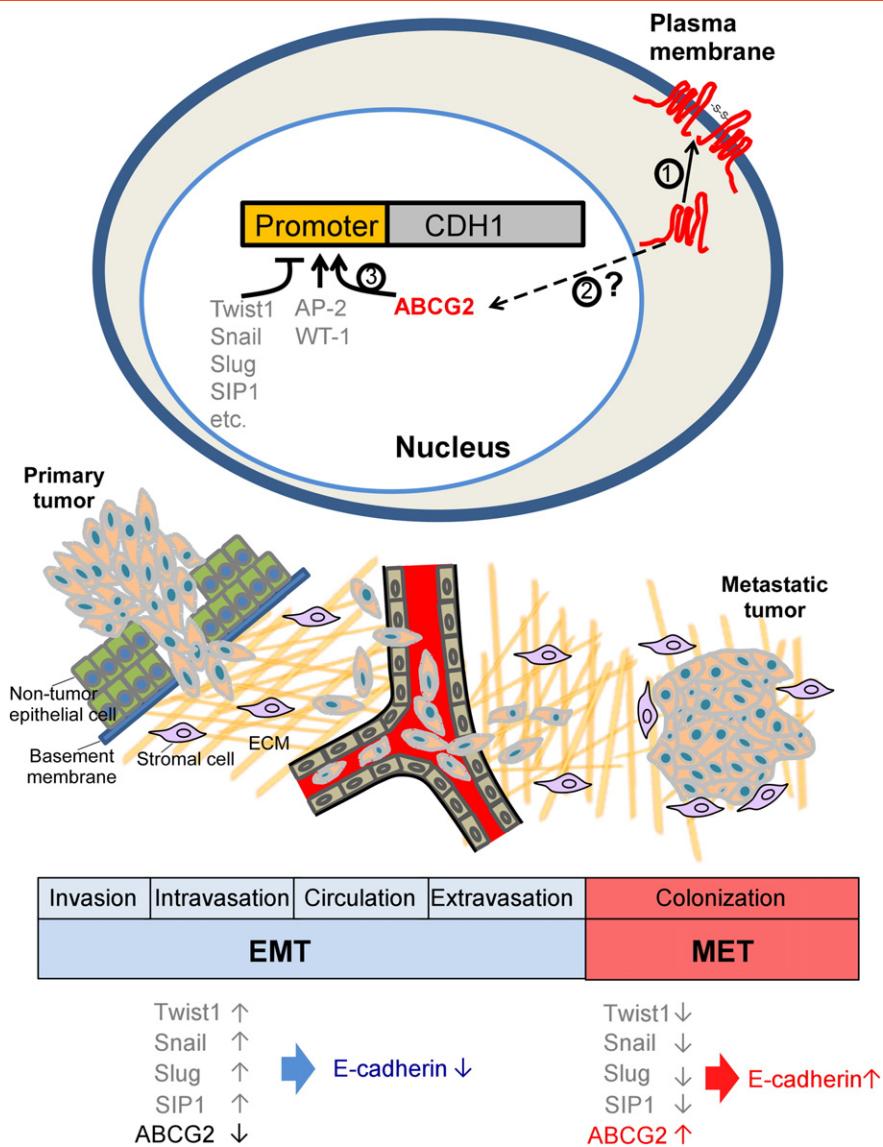 Plasma
membrane
-s-s-
1
Promoter CDH1
3
2 ?
Twist1 AP-2 ABCG2
Snail WT-1
Slug
SIP1
etc.
Nucleus
Primary
tumor
Metastatic
tumor
Non-tumor
epithelial cell
Basement
membrane
Stromal cell
ECM
Invasion Intravasation Circulation Extravasation Colonization
EMT MET
Twist1 ↑ Twist1 ↓
Snail ↑ Snail ↓
Slug ↑ E-cadherin ↓ Slug ↓ E-cadherin ↑
SIP1 ↑ SIP1 ↓
ABCG2 ↓ ABCG2 ↑